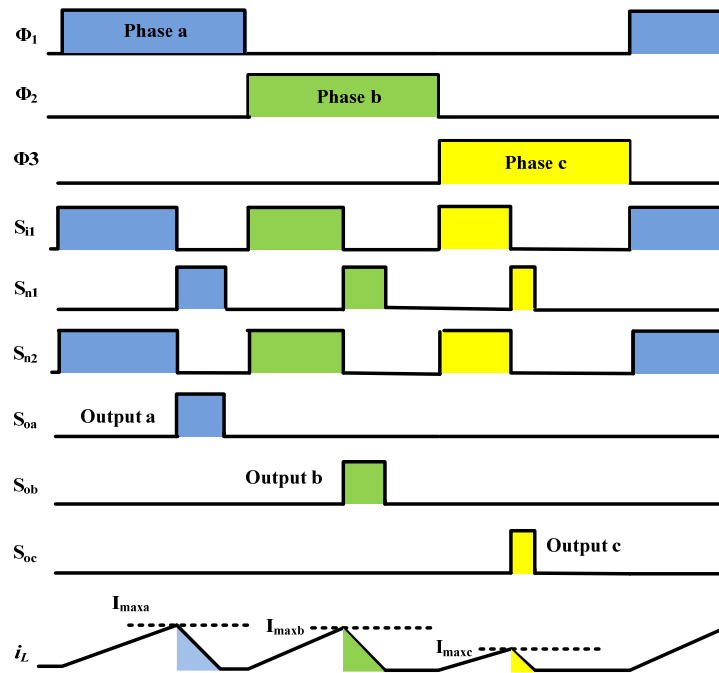 Φ1
Phase a
Φ2
Phase b
Φ3
Phase c
Si1
Sn1
Sn2
Soa
Output a
Sob
Output b
Soc
Output c
iL
Imaxa
Imaxb
Imaxc